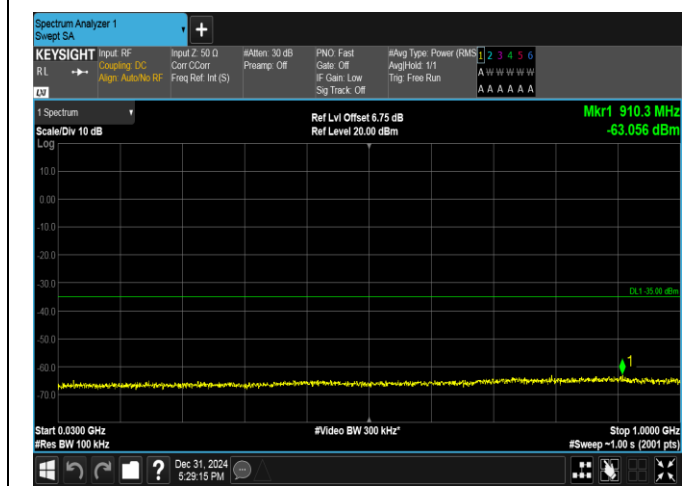 Spectrum Analyzer 1
Swept SA
+
KEYSIGHT Input: RF Input Z: 50 Ω #Atten: 30 dB PNO: Fast #Avg Type: Power (RMS 1 2 3 4 5 6
RL Coupling: DC Corr CCorr Preamp: Off Gate: Off Avg|Hold: 1/1 A W W W W W
Align: Auto/No RF Freq Ref: Int (S) IF Gain: Low Trig: Free Run
LXI Sig Track: Off A A A A A A
1 Spectrum Ref Lvl Offset 6.75 dB Mkr1 910.3 MHz
Scale/Div 10 dB Ref Level 20.00 dBm -63.056 dBm
Log
10.0
0.00
-10.0
-20.0
-30.0
DL1 -35.00 dBm
-40.0
-50.0
1
-60.0
-70.0
Start 0.0300 GHz #Video BW 300 kHz* Stop 1.0000 GHz
#Res BW 100 kHz #Sweep ~1.00 s (2001 pts)
? Dec 31, 2024
5:29:15 PM